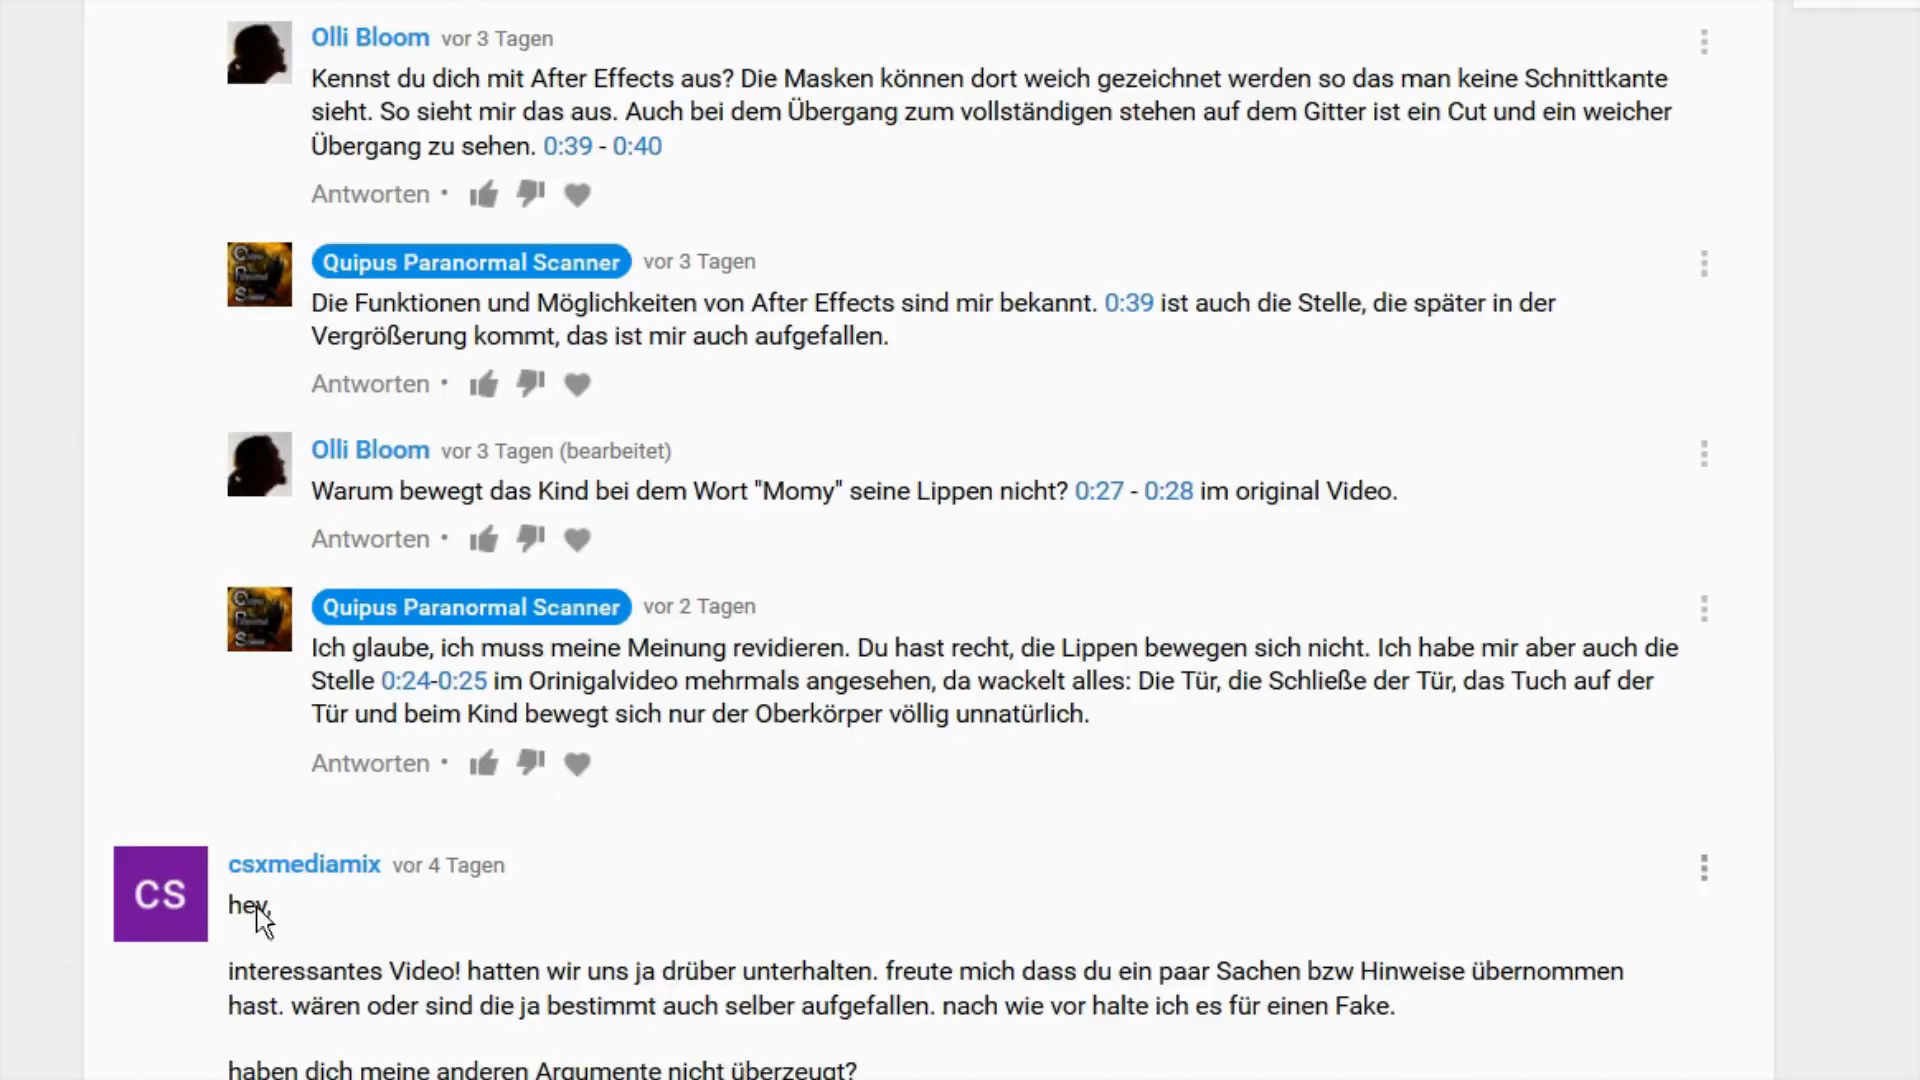 Olli Bloom vor 3 Tagen
Kennst du dich mit After Effects aus? Die Masken können dort weich gezeichnet werden so das man keine Schnittkante
sieht. So sieht mir das aus. Auch bei dem Übergang zum vollständigen stehen auf dem Gitter ist ein Cut und ein weicher
Übergang zu sehen. 0:39 - 0:40
Antworten •
Quipus Paranormal Scanner vor 3 Tagen
Die Funktionen und Möglichkeiten von After Effects sind mir bekannt. 0:39 ist auch die Stelle, die später in der
Vergrößerung kommt, das ist mir auch aufgefallen.
Antworten •
Olli Bloom vor 3 Tagen (bearbeitet)
Warum bewegt das Kind bei dem Wort "Momy" seine Lippen nicht? 0:27 - 0:28 im original Video.
Antworten •
Quipus Paranormal Scanner vor 2 Tagen
Ich glaube, ich muss meine Meinung revidieren. Du hast recht, die Lippen bewegen sich nicht. Ich habe mir aber auch die
Stelle 0:24-0:25 im Orinigalvideo mehrmals angesehen, da wackelt alles: Die Tür, die Schließe der Tür, das Tuch auf der
Tür und beim Kind bewegt sich nur der Oberkörper völlig unnatürlich.
Antworten •
CS
csxmediamix vor 4 Tagen
hey,
interessantes Video! hatten wir uns ja drüber unterhalten. freute mich dass du ein paar Sachen bzw Hinweise übernommen
hast. wären oder sind die ja bestimmt auch selber aufgefallen. nach wie vor halte ich es für einen Fake.
haben dich meine anderen Argumente nicht überzeugt?